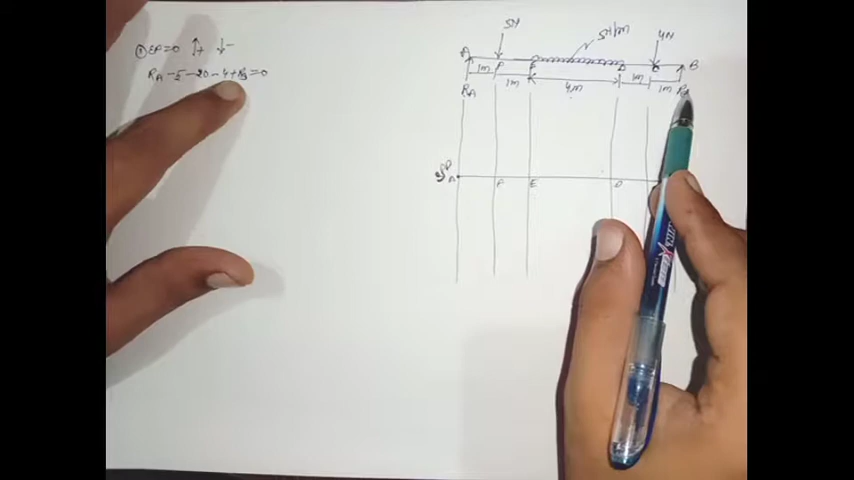 ① ΣF=0 ↑+ ↓-
RA -5 -20 -4+RB=0
5N
5N/m
4N
A
P
F
D
C
B
1m
1m
4m
1m
1m
RA
RB
A
F
E
D